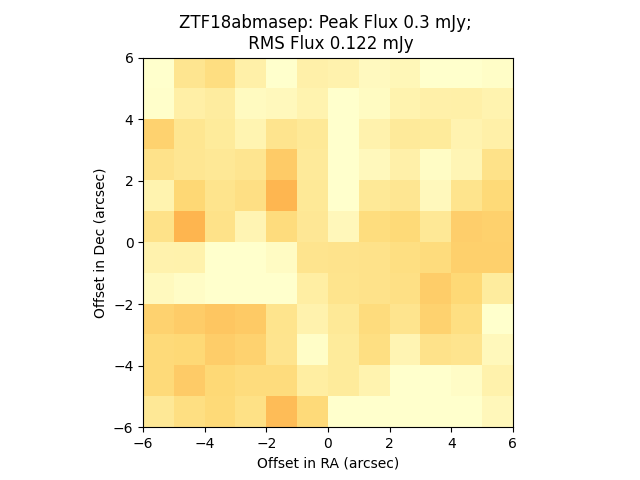 ZTF18abmasep: Peak Flux 0.3 mJy;
RMS Flux 0.122 mJy
6
4
2
0
−2
−4
−6
Offset in Dec (arcsec)
−6 −4 −2 0 2 4 6
Offset in RA (arcsec)